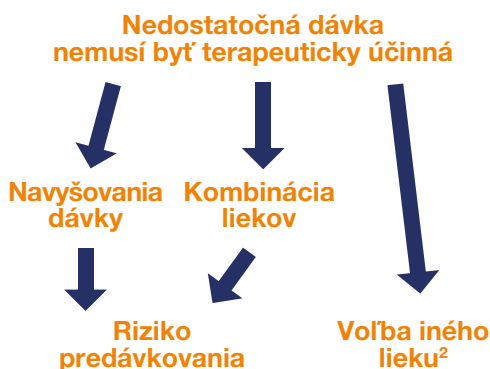 Nedostatočná dávka
nemusí byť terapeuticky účinná
Navyšovania
dávky
Kombinácia
liekov
Riziko
predávkovania
Voľba iného
lieku²